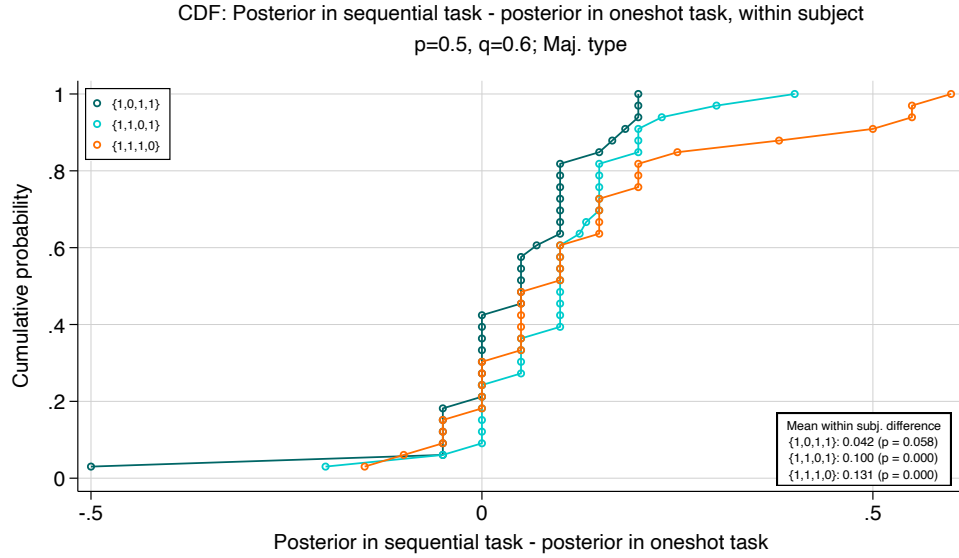 CDF: Posterior in sequential task - posterior in oneshot task, within subject
p=0.5, q=0.6; Maj. type
{1,0,1,1}
{1,1,0,1}
{1,1,1,0}
Cumulative probability
1
.8
.6
.4
.2
0
Mean within subj. difference
{1,0,1,1}: 0.042 (p = 0.058)
{1,1,0,1}: 0.100 (p = 0.000)
{1,1,1,0}: 0.131 (p = 0.000)
-.5
0
.5
Posterior in sequential task - posterior in oneshot task